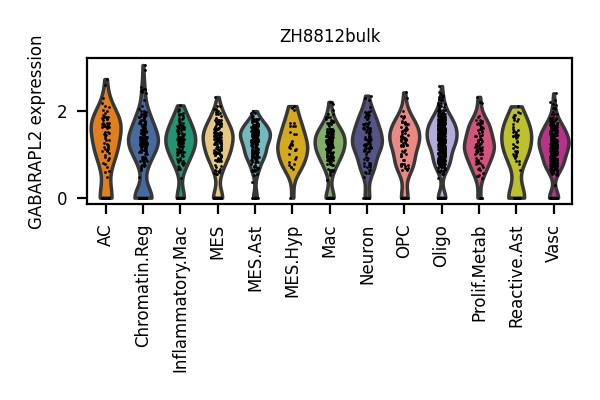 ZH8812bulk
GABARAPL2 expression
2
0
AC
Chromatin.Reg
Inflammatory.Mac
MES
MES.Ast
MES.Hyp
Mac
Neuron
OPC
Oligo
Prolif.Metab
Reactive.Ast
Vasc